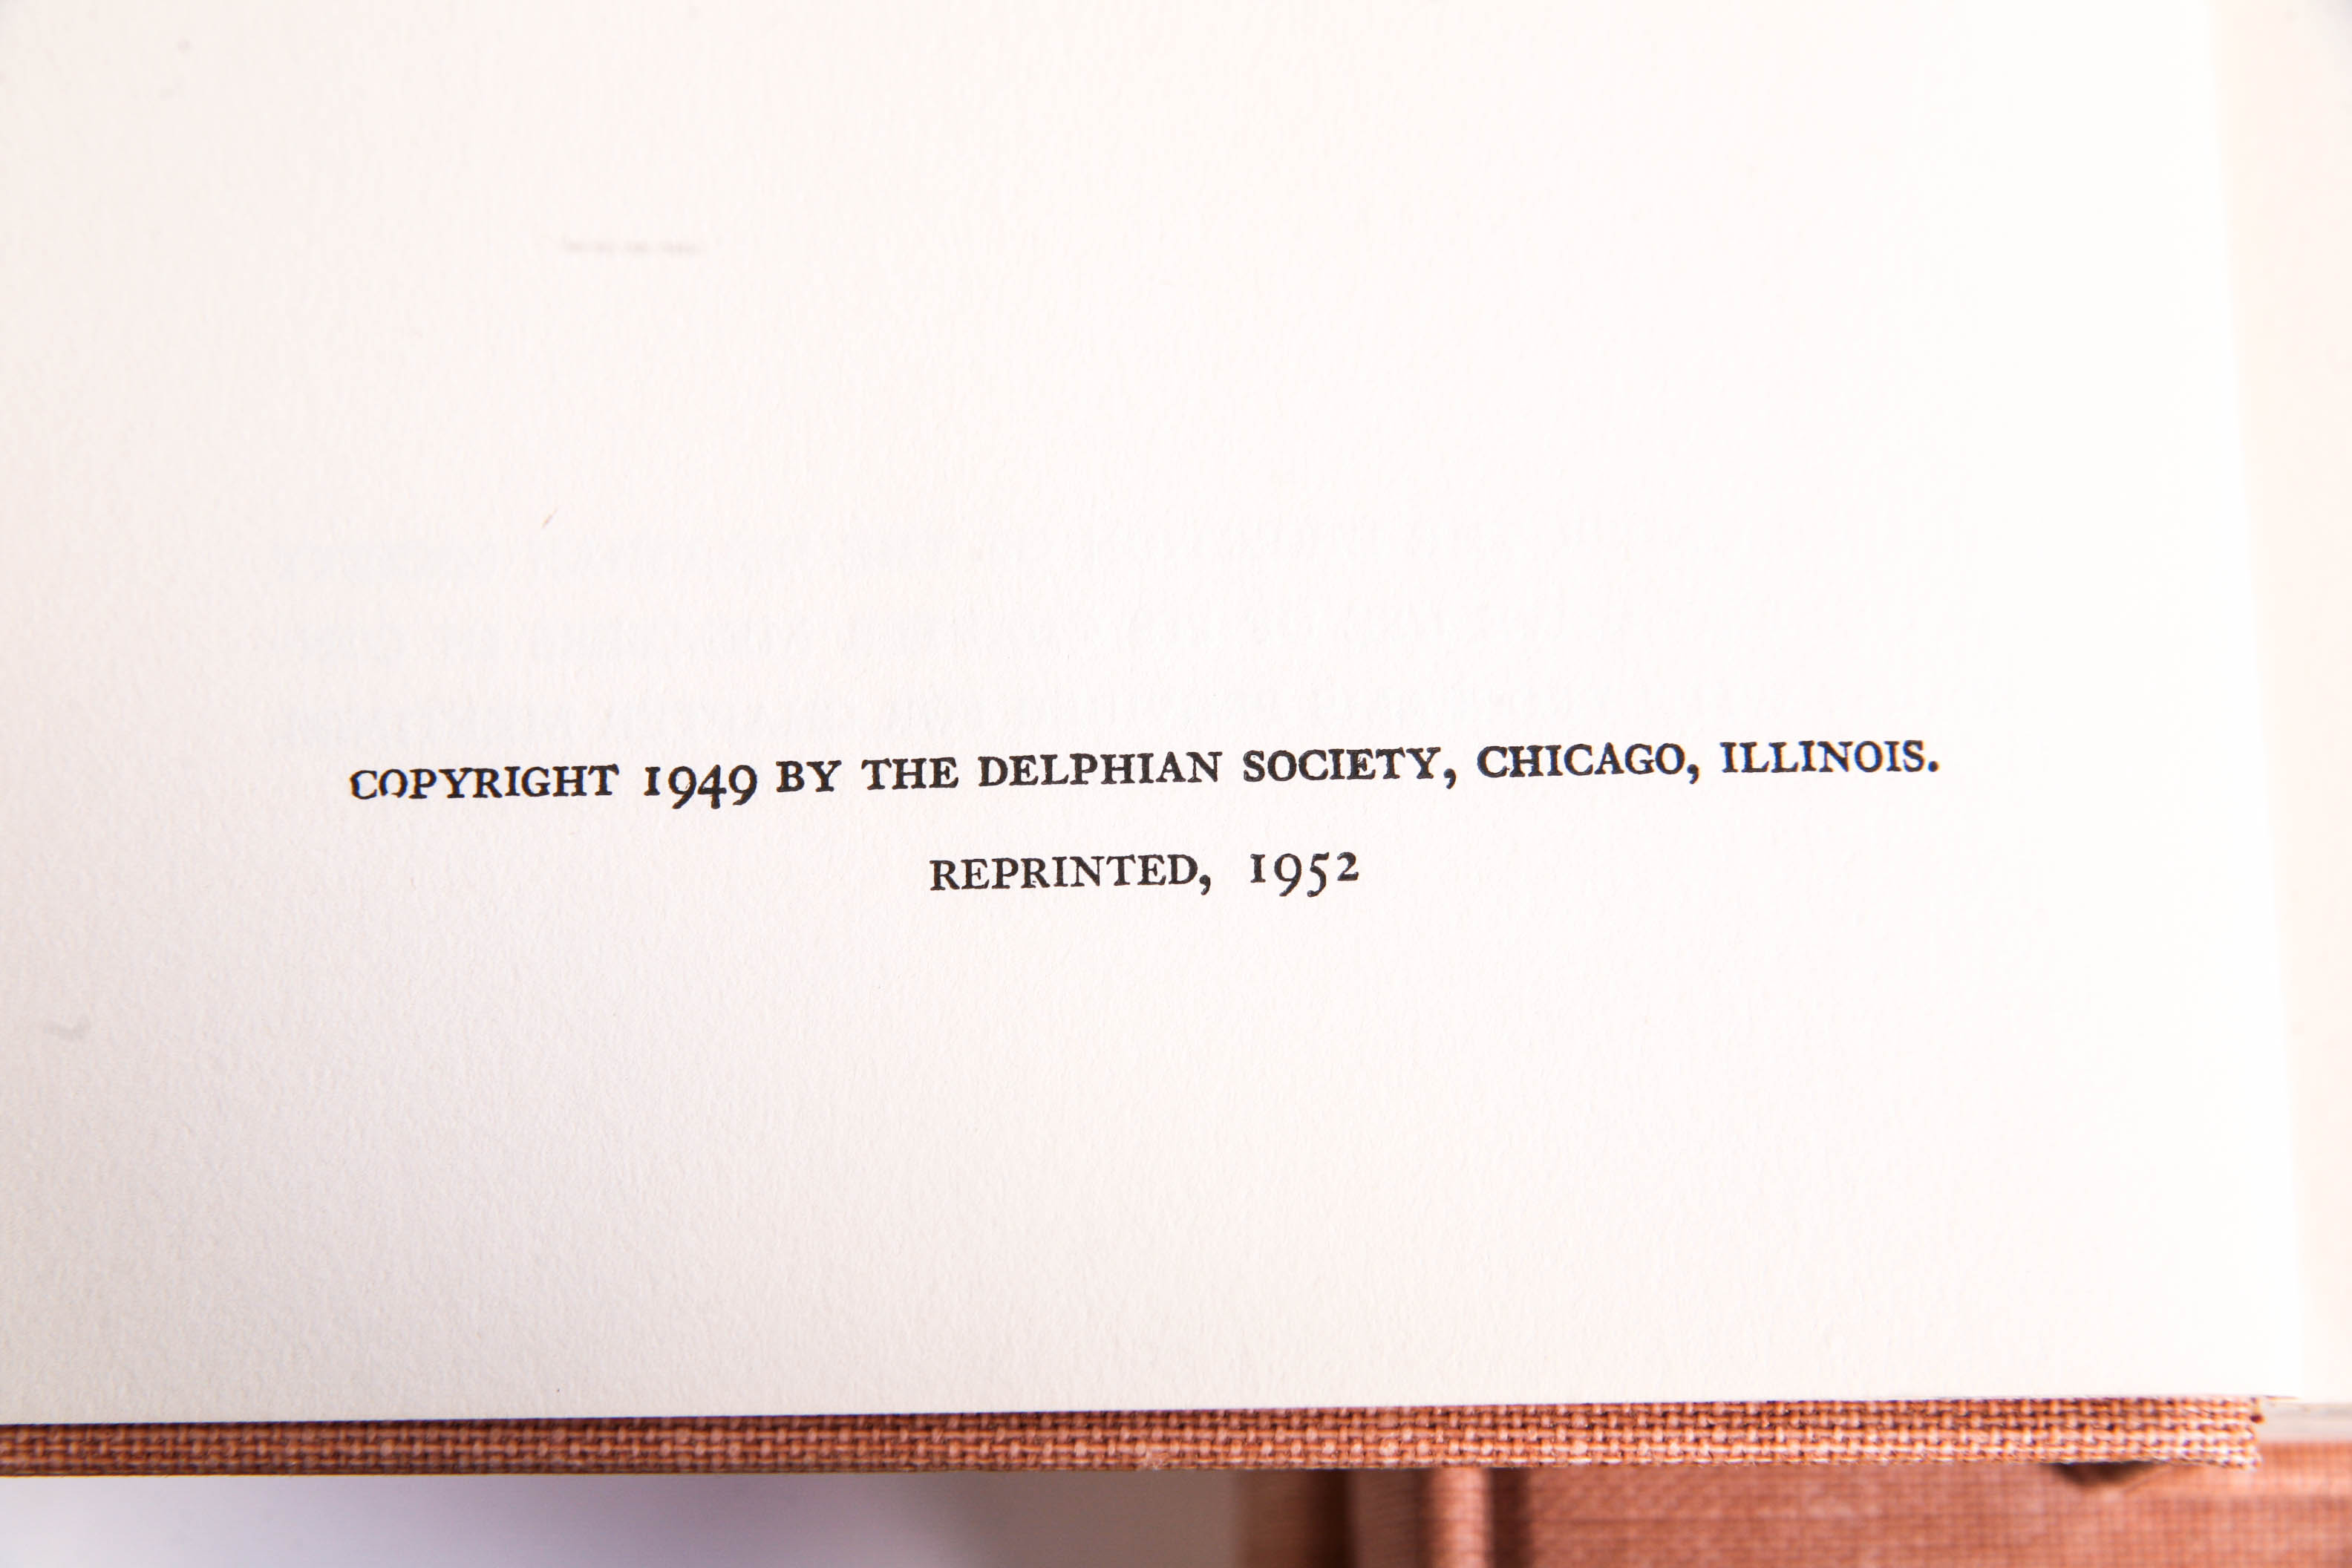 COPYRIGHT 1949 BY THE DELPHIAN SOCIETY, CHICAGO, ILLINOIS.
REPRINTED, 1952